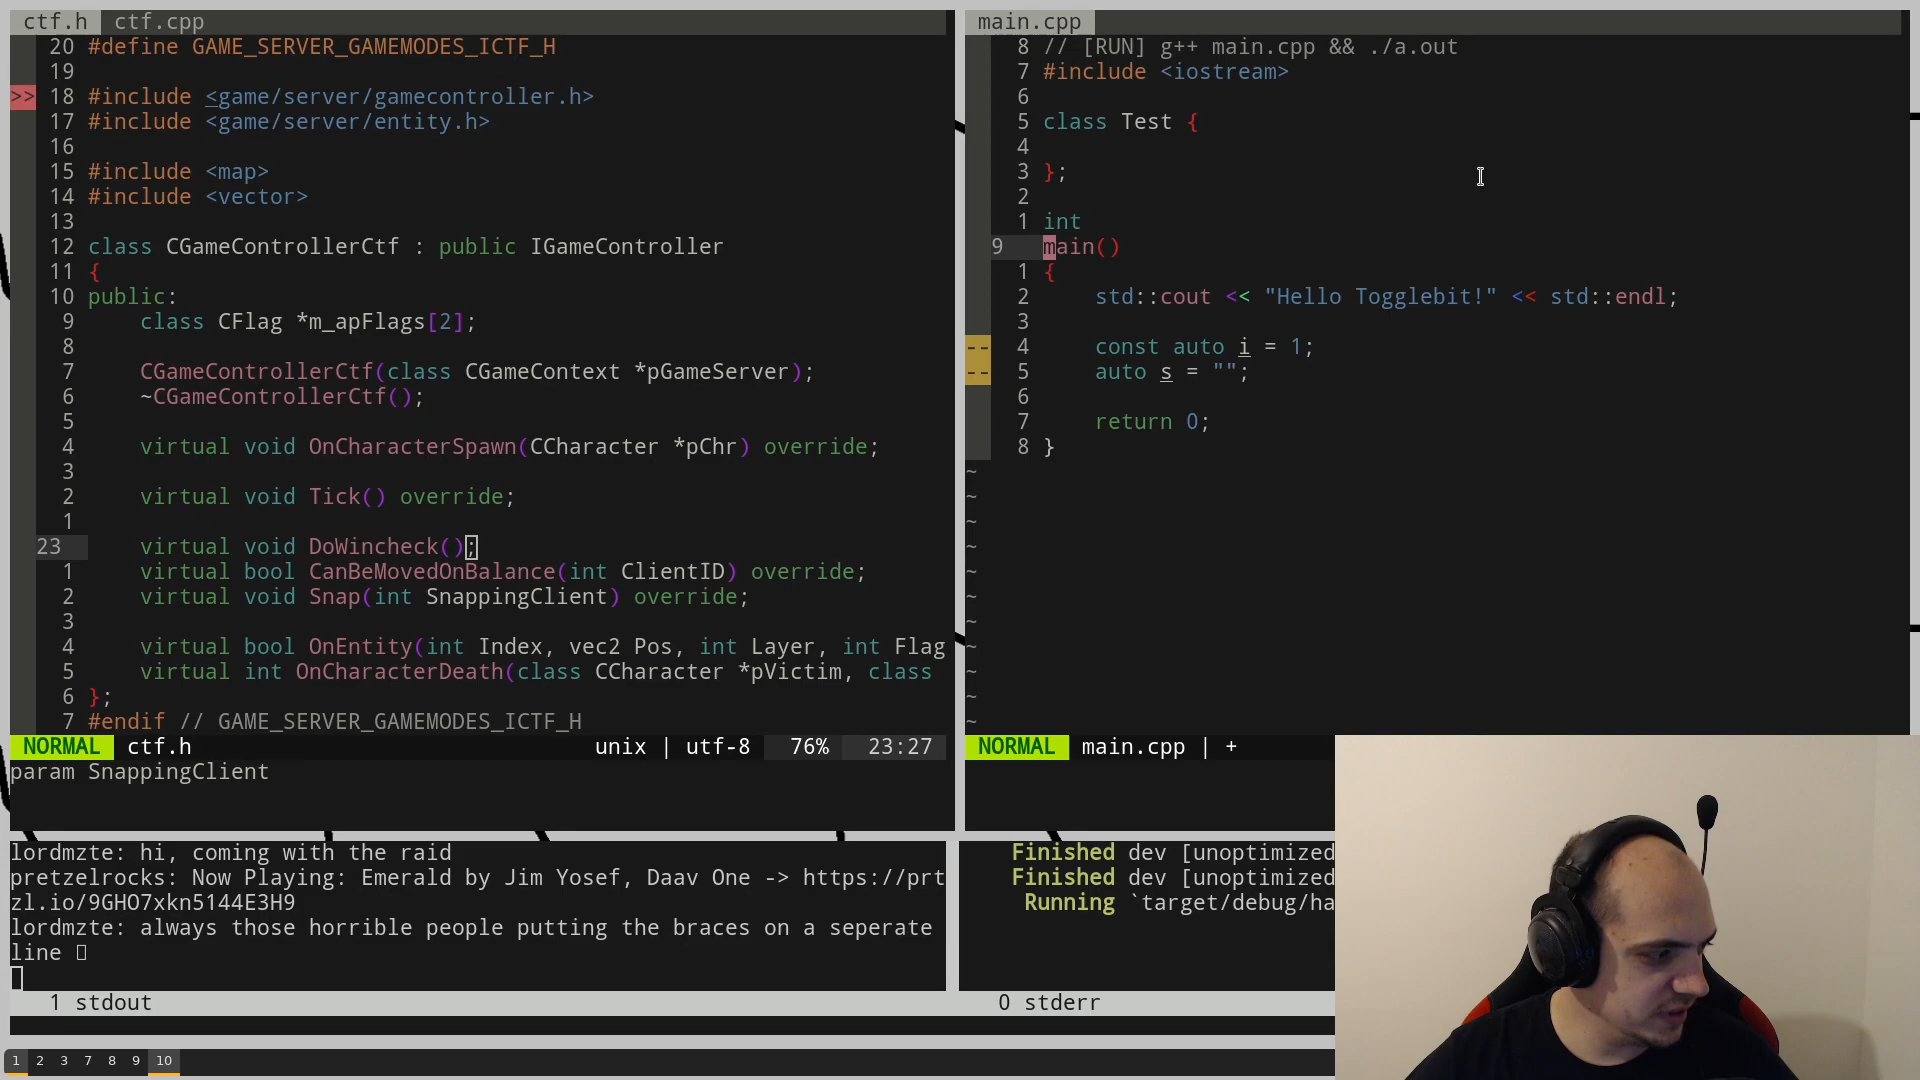 ctf.h ctf.cpp
20 #define GAME_SERVER_GAMEMODES_ICTF_H
19
>> 18 #include <game/server/gamecontroller.h>
17 #include <game/server/entity.h>
16
15 #include <map>
14 #include <vector>
13
12 class CGameControllerCtf : public IGameController
11 {
10 public:
9 class CFlag *m_apFlags[2];
8
7 CGameControllerCtf(class CGameContext *pGameServer);
6 ~CGameControllerCtf();
5
4 virtual void OnCharacterSpawn(CCharacter *pChr) override;
3
2 virtual void Tick() override;
1
23 virtual void DoWincheck();
1 virtual bool CanBeMovedOnBalance(int ClientID) override;
2 virtual void Snap(int SnappingClient) override;
3
4 virtual bool OnEntity(int Index, vec2 Pos, int Layer, int Flag
5 virtual int OnCharacterDeath(class CCharacter *pVictim, class
6 };
7 #endif // GAME_SERVER_GAMEMODES_ICTF_H
NORMAL ctf.h unix | utf-8 76% 23:27
param SnappingClient
main.cpp
8 // [RUN] g++ main.cpp && ./a.out
7 #include <iostream>
6
5 class Test {
4
3 };
2
1 int
9 main()
1 {
2 std::cout << "Hello Togglebit!" << std::endl;
3
-- 4 const auto i = 1;
-- 5 auto s = "";
6
7 return 0;
8 }
~
~
~
~
~
~
~
~
~
~
~
NORMAL main.cpp | +
lordmzte: hi, coming with the raid
pretzelrocks: Now Playing: Emerald by Jim Yosef, Daav One -> https://prt
zl.io/9GHO7xkn5144E3H9
lordmzte: always those horrible people putting the braces on a seperate
line
1 stdout
Finished dev [unoptimized
Finished dev [unoptimized
Running `target/debug/ha
0 stderr
1 2 3 7 8 9 10